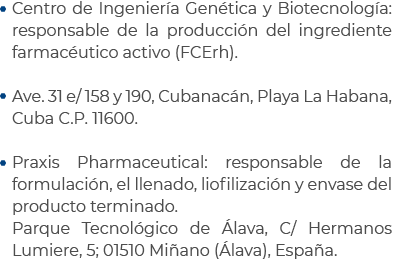 • Centro de Ingeniería Genética y Biotecnología:
responsable de la producción del ingrediente
farmacéutico activo (FCErh).
• Ave. 31 e/ 158 y 190, Cubanacán, Playa La Habana,
Cuba C.P. 11600.
• Praxis Pharmaceutical: responsable de la
formulación, el llenado, liofilización y envase del
producto terminado.
Parque Tecnológico de Álava, C/ Hermanos
Lumiere, 5; 01510 Miñano (Álava), España.